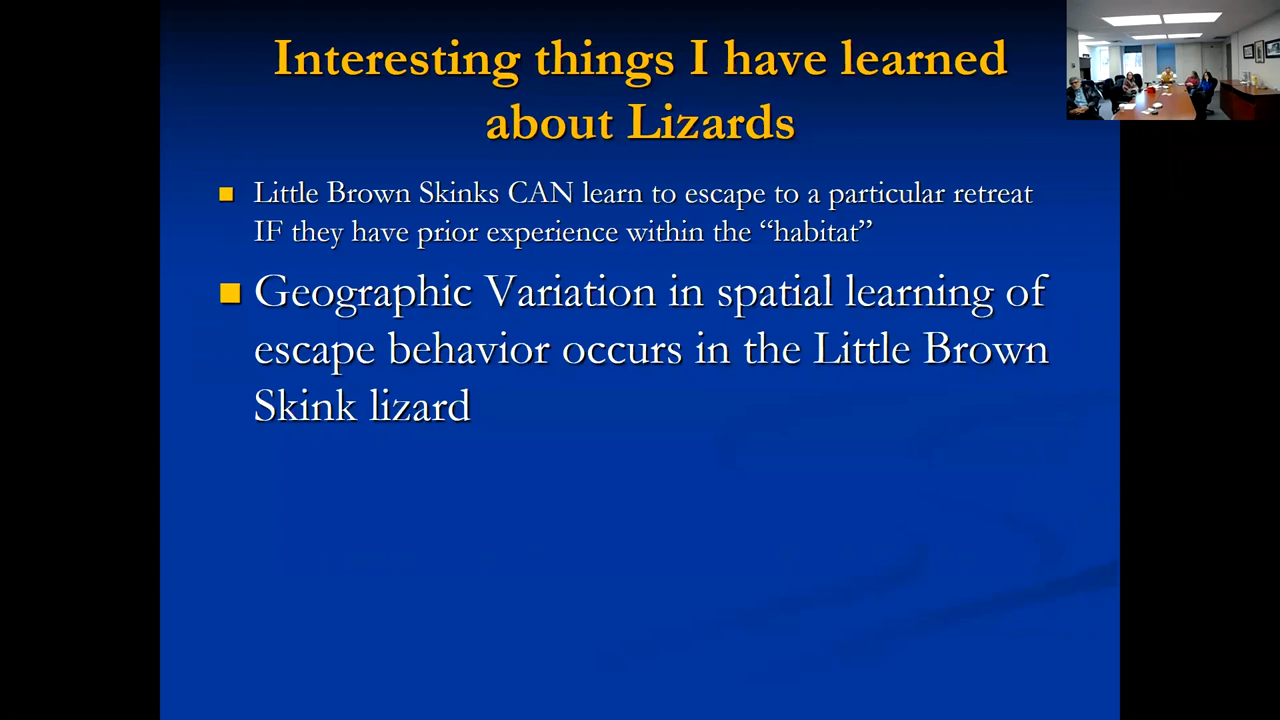 Interesting things I have learned
about Lizards
Little Brown Skinks CAN learn to escape to a particular retreat
IF they have prior experience within the “habitat”
Geographic Variation in spatial learning of
escape behavior occurs in the Little Brown
Skink lizard